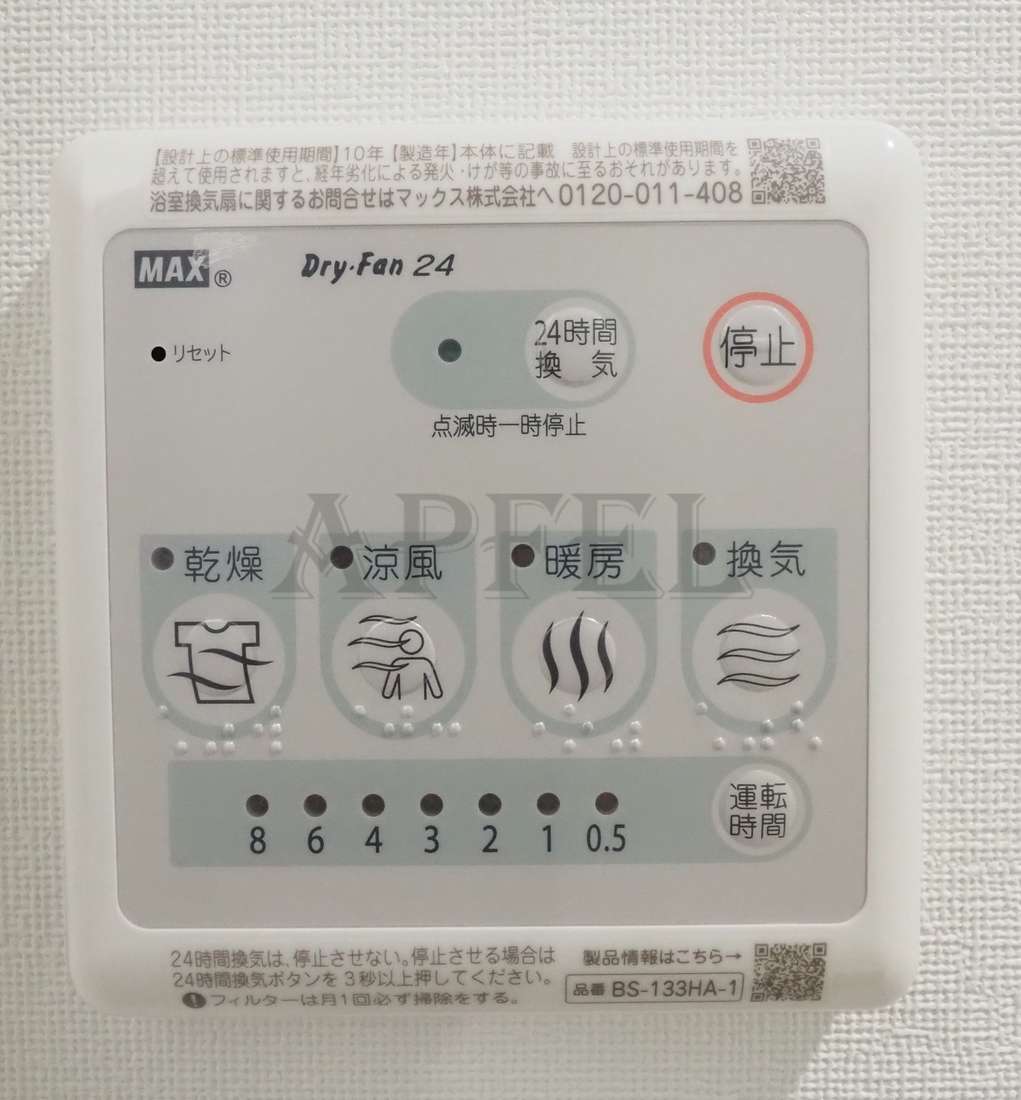 【設計上の標準使用期間】10年【製造年】本体に記載 設計上の標準使用期間を
超えて使用されますと、経年劣化による発火・けが等の事故に至るおそれがあります。
浴室換気扇に関するお問合せはマックス株式会社へ 0120-011-408
MAX® Dry・Fan 24
リセット
24時間
換 気
停止
点滅時一時停止
APFEL
乾燥 涼風 暖房 換気
8 6 4 3 2 1 0.5
運転
時間
24時間換気は、停止させない。停止させる場合は
24時間換気ボタンを3秒以上押してください。
フィルターは月1回必ず掃除をする。
製品情報はこちら→
品番 BS-133HA-1